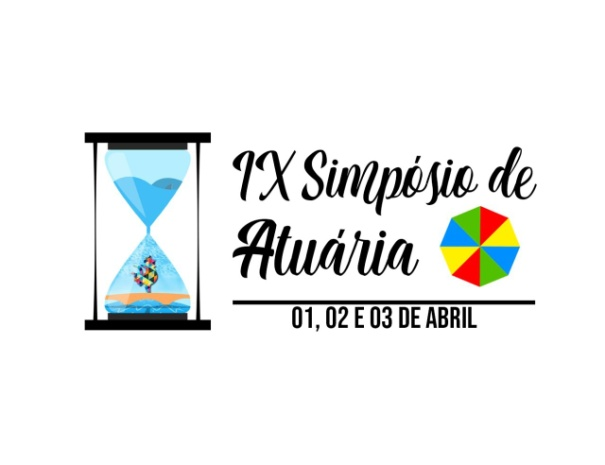 IX Simpósio de
Atuária
01, 02 E 03 DE ABRIL